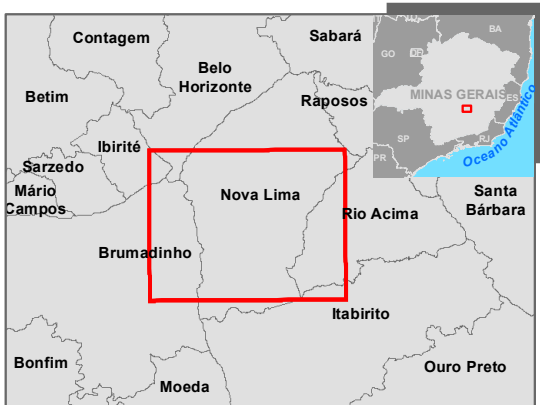 Contagem
Sabará
Belo
Horizonte
Betim
Raposos
Ibirité
Sarzedo
Mário
Campos
Nova Lima
Rio Acima
Santa
Bárbara
Brumadinho
Itabirito
Bonfim
Moeda
Ouro Preto
BA
GO
DF
MINAS GERAIS
ES
SP
RJ
PR
Oceano Atlântico